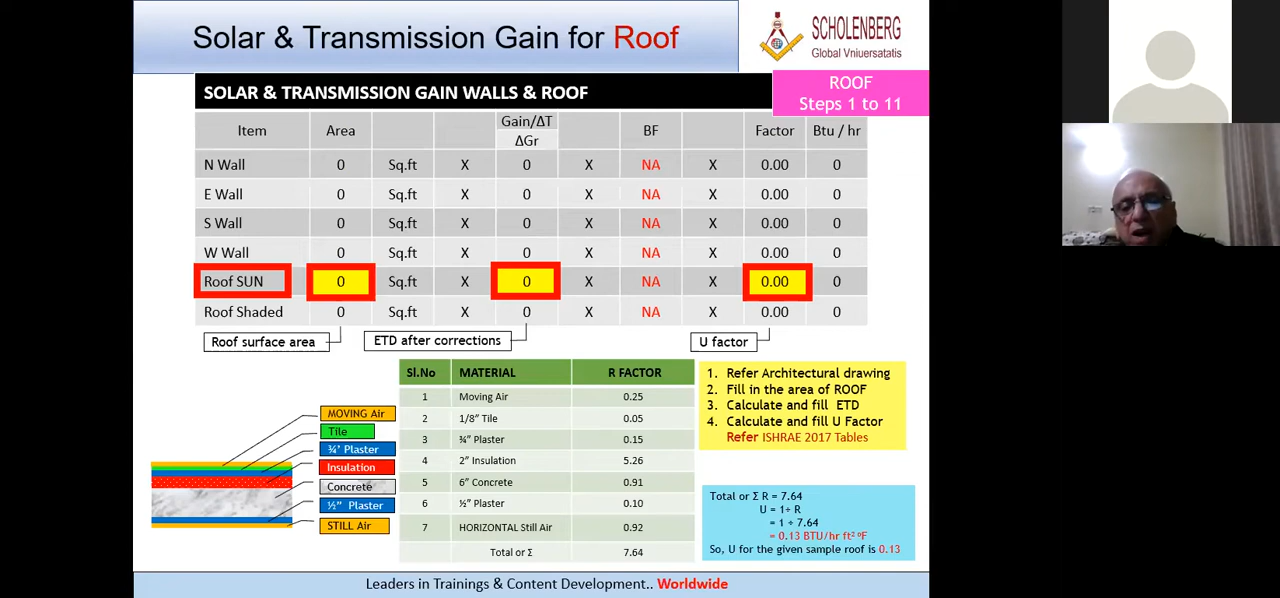 Solar & Transmission Gain for Roof
SCHOLENBERG
Global Vniuersatatis
ROOF
Steps 1 to 11
SOLAR & TRANSMISSION GAIN WALLS & ROOF
Item Area Gain/ΔT ΔGr BF Factor Btu / hr
N Wall 0 Sq.ft X 0 X NA X 0.00 0
E Wall 0 Sq.ft X 0 X NA X 0.00 0
S Wall 0 Sq.ft X 0 X NA X 0.00 0
W Wall 0 Sq.ft X 0 X NA X 0.00 0
Roof SUN 0 Sq.ft X 0 X NA X 0.00 0
Roof Shaded 0 Sq.ft X 0 X NA X 0.00 0
Roof surface area
ETD after corrections
U factor
MOVING Air
Tile
¾' Plaster
Insulation
Concrete
½" Plaster
STILL Air
Sl.No MATERIAL R FACTOR
1 Moving Air 0.25
2 1/8" Tile 0.05
3 ¾" Plaster 0.15
4 2" Insulation 5.26
5 6" Concrete 0.91
6 ½" Plaster 0.10
7 HORIZONTAL Still Air 0.92
Total or Σ 7.64
1. Refer Architectural drawing
2. Fill in the area of ROOF
3. Calculate and fill ETD
4. Calculate and fill U Factor
Refer ISHRAE 2017 Tables
Total or Σ R = 7.64
U = 1÷ R
= 1 ÷ 7.64
= 0.13 BTU/hr ft² ºF
So, U for the given sample roof is 0.13
Leaders in Trainings & Content Development.. Worldwide